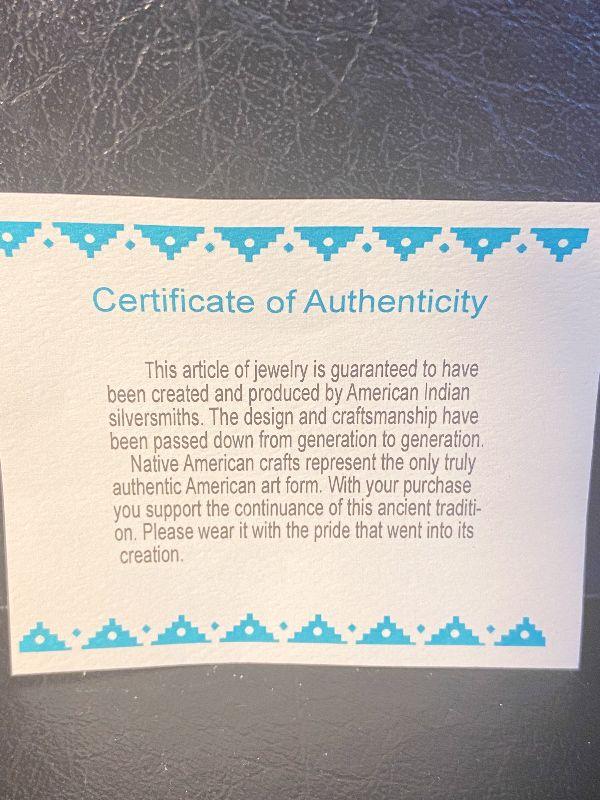 Certificate of Authenticity
This article of jewelry is guaranteed to have
been created and produced by American Indian
silversmiths. The design and craftsmanship have
been passed down from generation to generation.
Native American crafts represent the only truly
authentic American art form. With your purchase
you support the continuance of this ancient traditi-
on. Please wear it with the pride that went into its
creation.